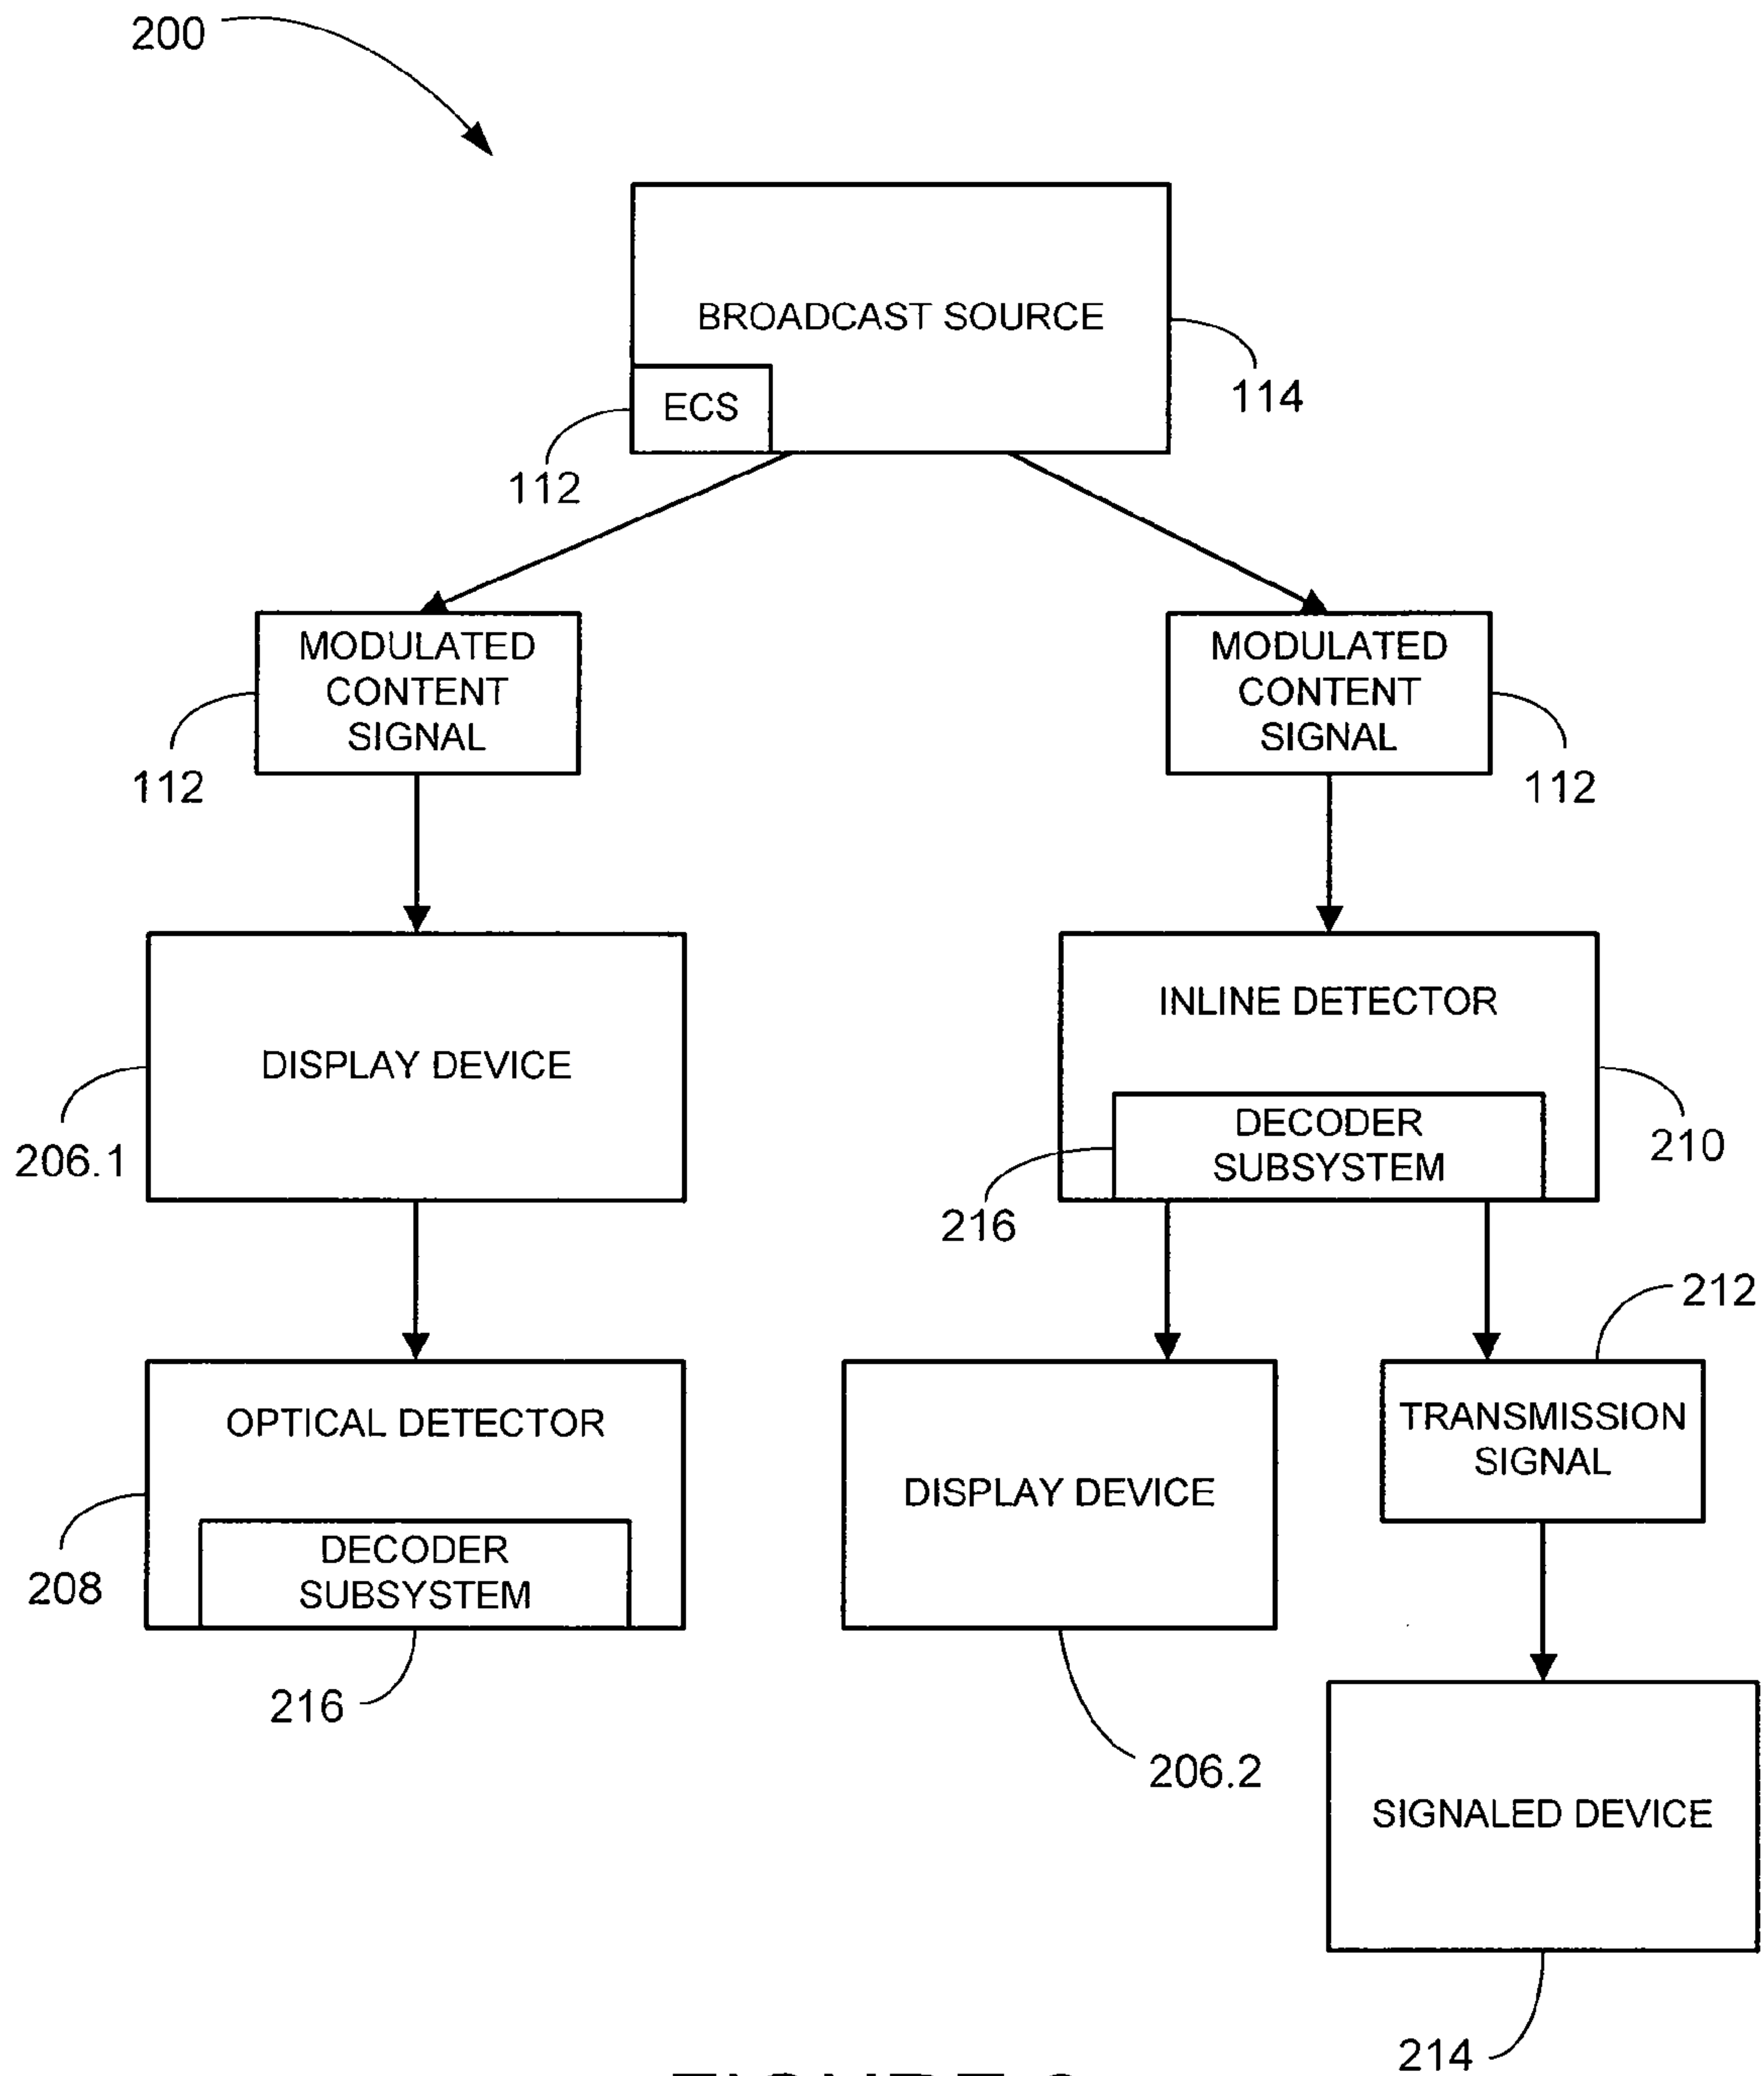 200
BROADCAST SOURCE
114
ECS
112
MODULATED
CONTENT
SIGNAL
112
MODULATED
CONTENT
SIGNAL
112
DISPLAY DEVICE
206.1
INLINE DETECTOR
210
DECODER
SUBSYSTEM
216
212
OPTICAL DETECTOR
208
DECODER
SUBSYSTEM
216
DISPLAY DEVICE
206.2
TRANSMISSION
SIGNAL
SIGNALED DEVICE
214